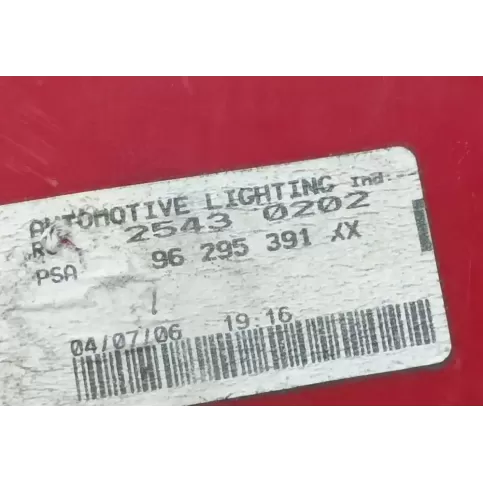 AUTOMOTIVE LIGHTING Ind.
2543 0202
PSA 96 295 391 XX
04/07/06 19:16